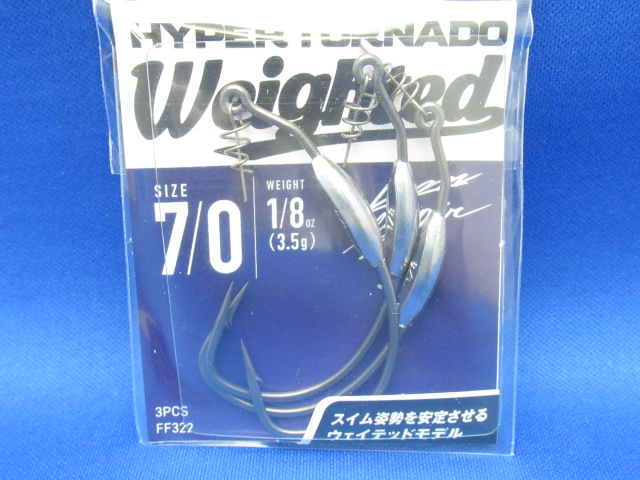 HYPER TORNADO
Weighted
SIZE
7/0
WEIGHT
1/8oz
(3.5g)
3PCS
FF322
スイム姿勢を安定させる
ウェイテッドモデル